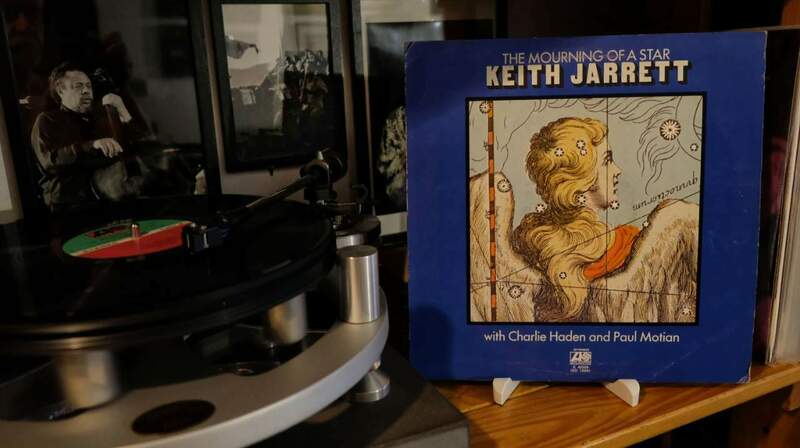 THE MOURNING OF A STAR
KEITH JARRETT
with Charlie Haden and Paul Motian